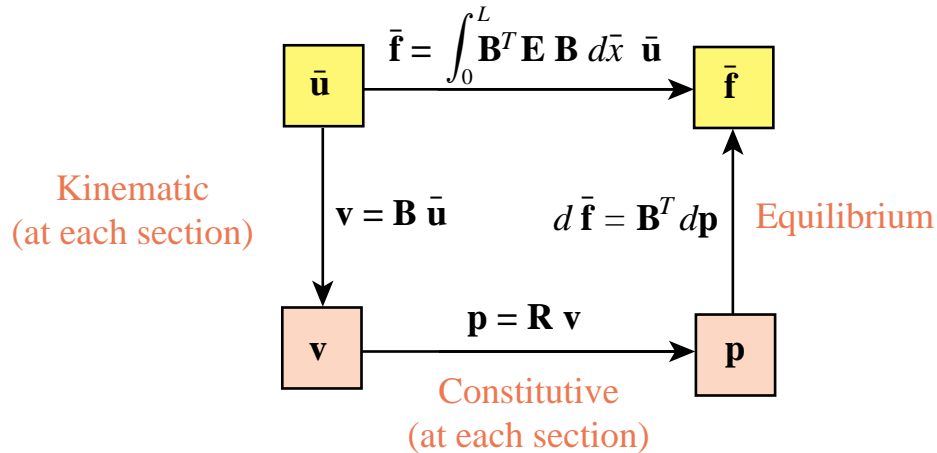 f̄ = ∫₀ᴸ Bᵀ E B dx̄ ū
ū
f̄
Kinematic
(at each section)
v = B ū
d f̄ = Bᵀ dp
Equilibrium
v
p = R v
p
Constitutive
(at each section)